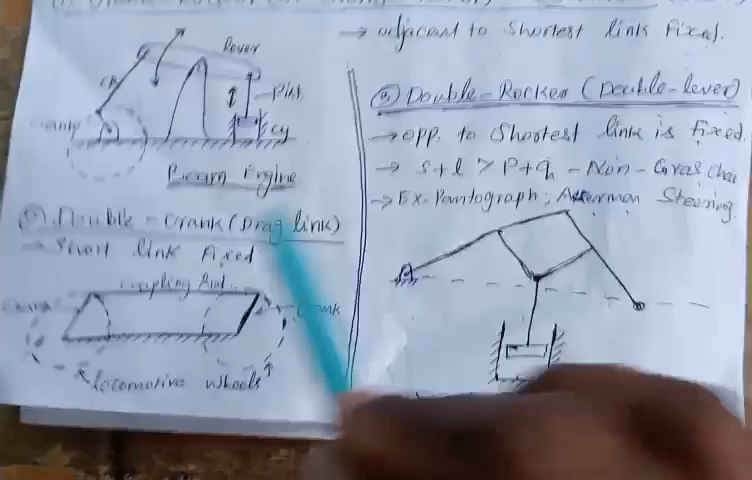 → adjacent to shortest link fixed.
lever
CR
Pist.
Crank
cy
Beam Engine
② Double - Crank (Drag link)
→ Short link fixed
Coupling Rod
Crank
Crank
locomotive wheels
③ Double - Rocker (Double - lever)
→ opp. to shortest link is fixed.
→ s+l > p+q - Non - Gras
→ Ex. Pantograph; Ackerman Steering.